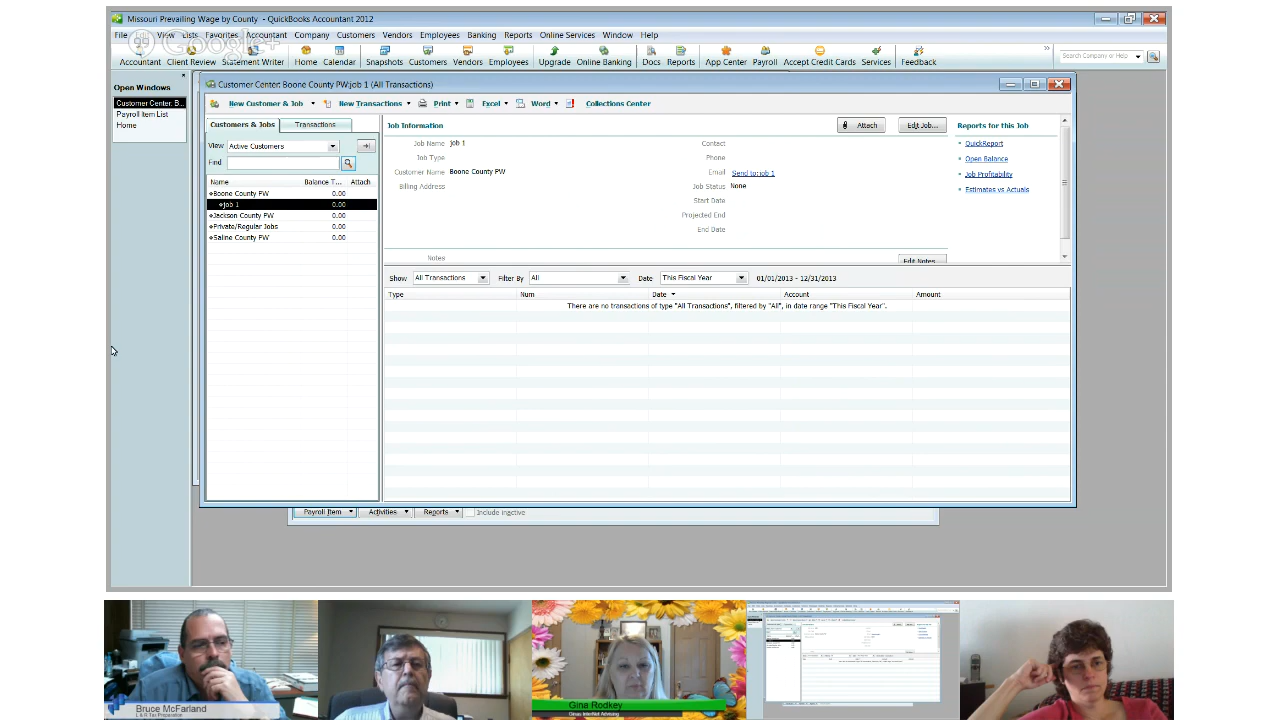 Missouri Prevailing Wage by County - QuickBooks Accountant 2012
File View Lists Favorites Accountant Company Customers Vendors Employees Banking Reports Online Services Window Help
Google+
Accountant Client Review Statement Writer Home Calendar Snapshots Customers Vendors Employees Upgrade Online Banking Docs Reports App Center Payroll Accept Credit Cards Services Feedback
Search Company or Help
Open Windows
Customer Center: B...
Payroll Item List
Home
Customer Center: Boone County PW:job 1 (All Transactions)
New Customer & Job New Transactions Print Excel Word Collections Center
Customers & Jobs Transactions
View Active Customers
Find
Name Balance T... Attach
Boone County PW 0.00
job 1 0.00
Jackson County PW 0.00
Private/Regular Jobs 0.00
Saline County PW 0.00
Job Information
Attach Edit Job...
Job Name job 1
Job Type
Customer Name Boone County PW
Billing Address
Contact
Phone
Email Send to:job 1
Job Status None
Start Date
Projected End
End Date
Notes Edit Notes
Reports for this Job
QuickReport
Open Balance
Job Profitability
Estimates vs Actuals
Show All Transactions Filter By All Date This Fiscal Year 01/01/2013 - 12/31/2013
Type Num Date Account Amount
There are no transactions of type "All Transactions", filtered by "All", in date range "This Fiscal Year".
Payroll Item Activities Reports Include inactive
Bruce McFarland
L & R Tax Preparation
Gina Rodkey
Ginas InterNet Advising